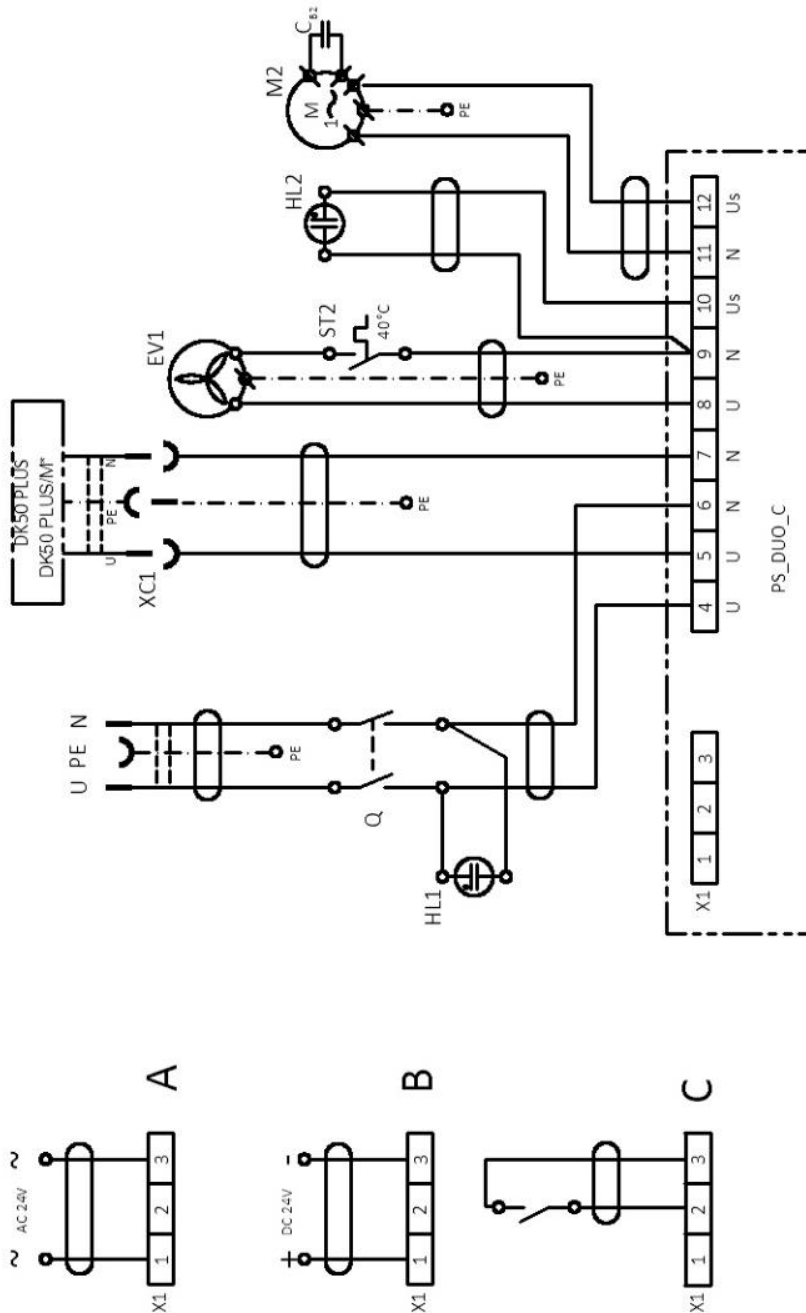 DK50 PLUS
DK50 PLUS/M*
U PE N
XC1
U PE N
PE
Q
HL1
PE
EV1
ST2
40°C
PE
HL2
M2
M
1~
CB2
PE
X1 1 2 3
4 5 6 7 8 9 10 11 12
U U N N U N Us N Us
PS_DUO_C
~ AC 24V ~
X1 1 2 3
A
+ DC 24V -
X1 1 2 3
B
X1 1 2 3
C